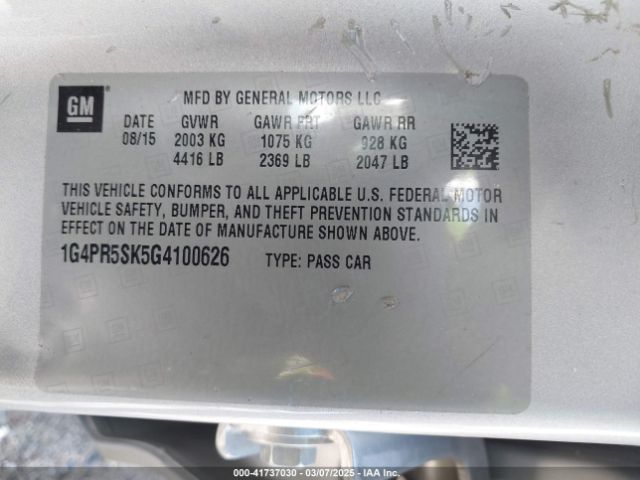 GM
MFD BY GENERAL MOTORS LLC
DATE GVWR GAWR FRT GAWR RR
08/15 2003 KG 1075 KG 928 KG
4416 LB 2369 LB 2047 LB
THIS VEHICLE CONFORMS TO ALL APPLICABLE U.S. FEDERAL MOTOR
VEHICLE SAFETY, BUMPER, AND THEFT PREVENTION STANDARDS IN
EFFECT ON THE DATE OF MANUFACTURE SHOWN ABOVE.
1G4PR5SK5G4100626 TYPE: PASS CAR
000-41737030 - 03/07/2025 - IAA Inc.